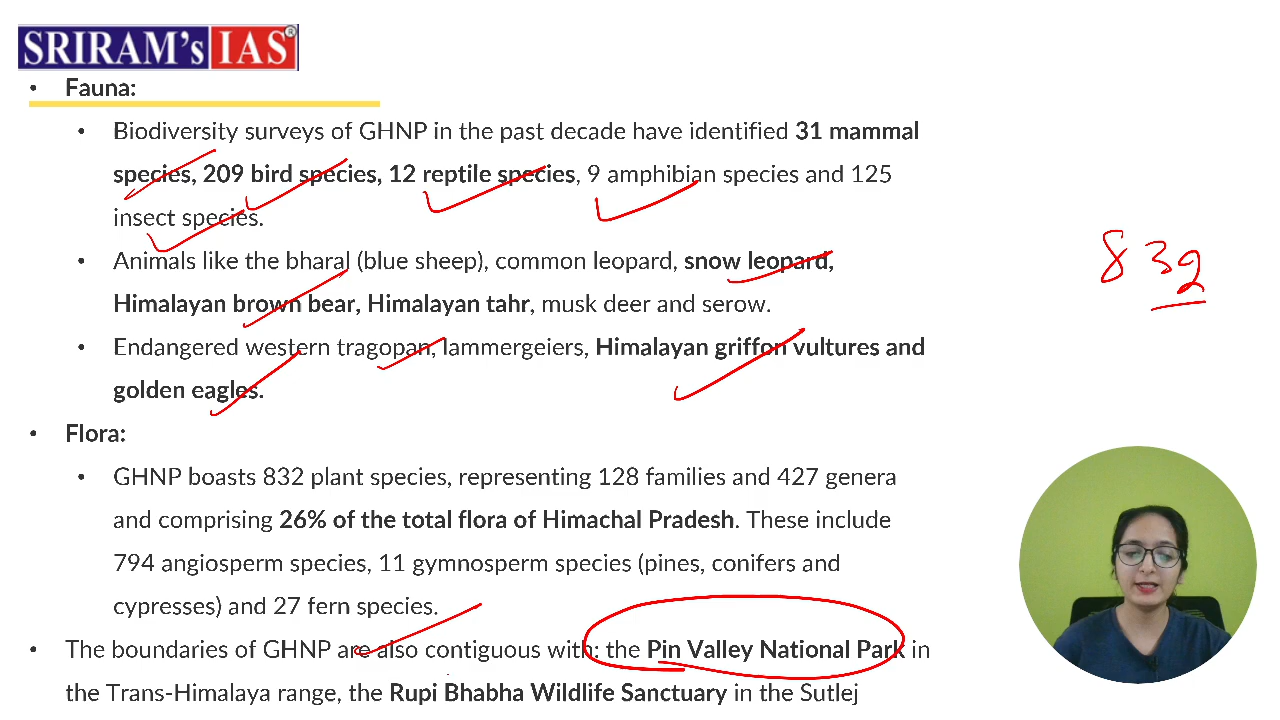 SRIRAM's IAS®
• Fauna:
• Biodiversity surveys of GHNP in the past decade have identified 31 mammal
species, 209 bird species, 12 reptile species, 9 amphibian species and 125
insect species.
• Animals like the bharal (blue sheep), common leopard, snow leopard,
Himalayan brown bear, Himalayan tahr, musk deer and serow.
• Endangered western tragopan, lammergeiers, Himalayan griffon vultures and
golden eagles.
• Flora:
• GHNP boasts 832 plant species, representing 128 families and 427 genera
and comprising 26% of the total flora of Himachal Pradesh. These include
794 angiosperm species, 11 gymnosperm species (pines, conifers and
cypresses) and 27 fern species.
• The boundaries of GHNP are also contiguous with: the Pin Valley National Park in
the Trans-Himalaya range, the Rupi Bhabha Wildlife Sanctuary in the Sutlej
832